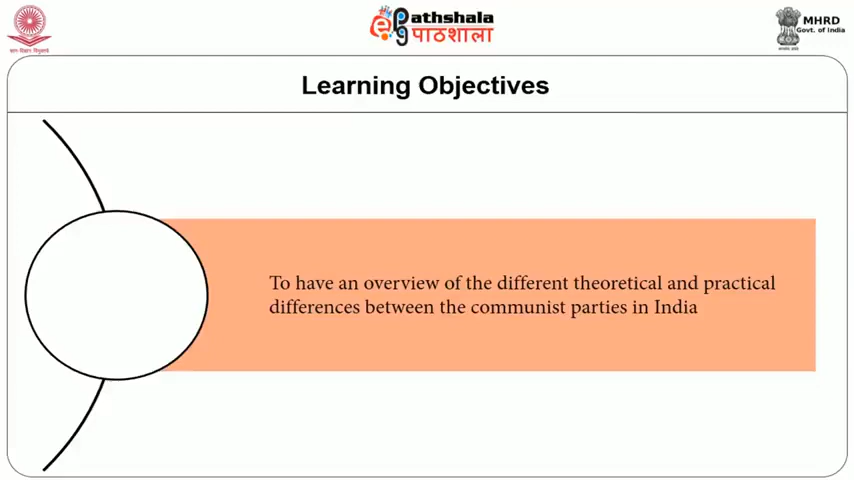 ePathshala
पाठशाला
MHRD
Govt. of India
Learning Objectives
To have an overview of the different theoretical and practical
differences between the communist parties in India